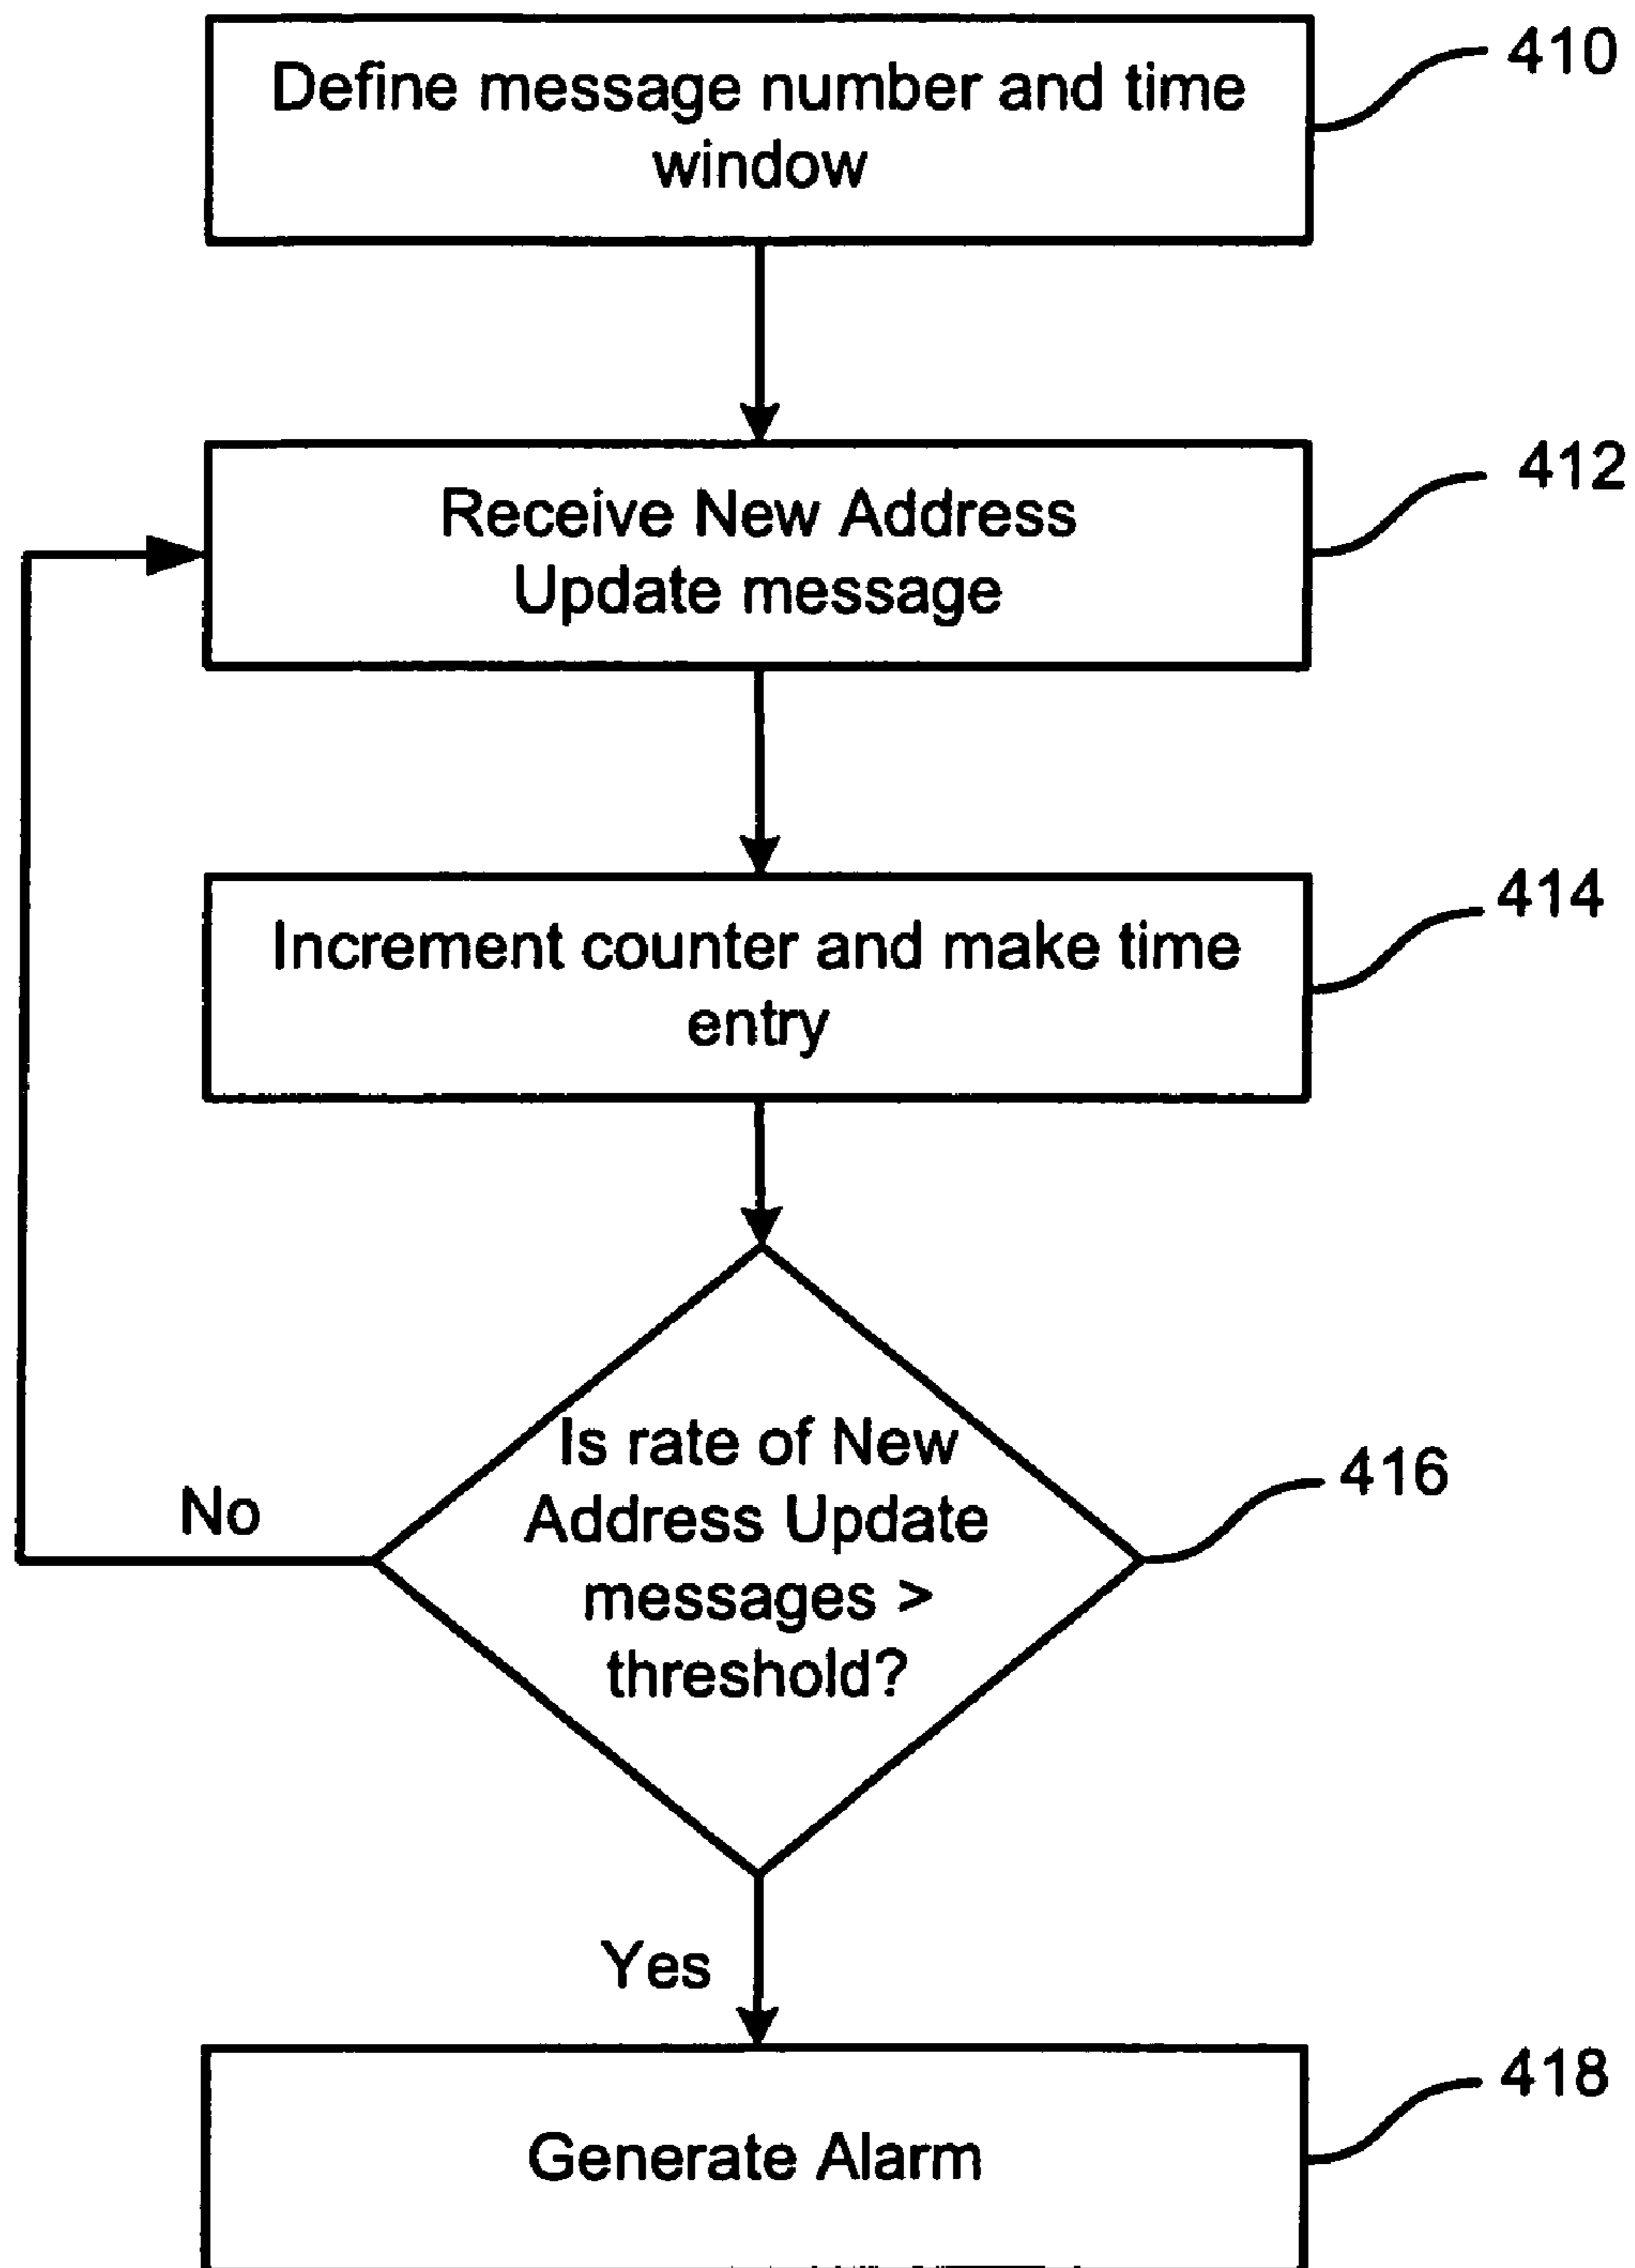 410
Define message number and time
window
412
Receive New Address
Update message
414
Increment counter and make time
entry
Is rate of New
Address Update
messages >
threshold?
416
No
Yes
418
Generate Alarm